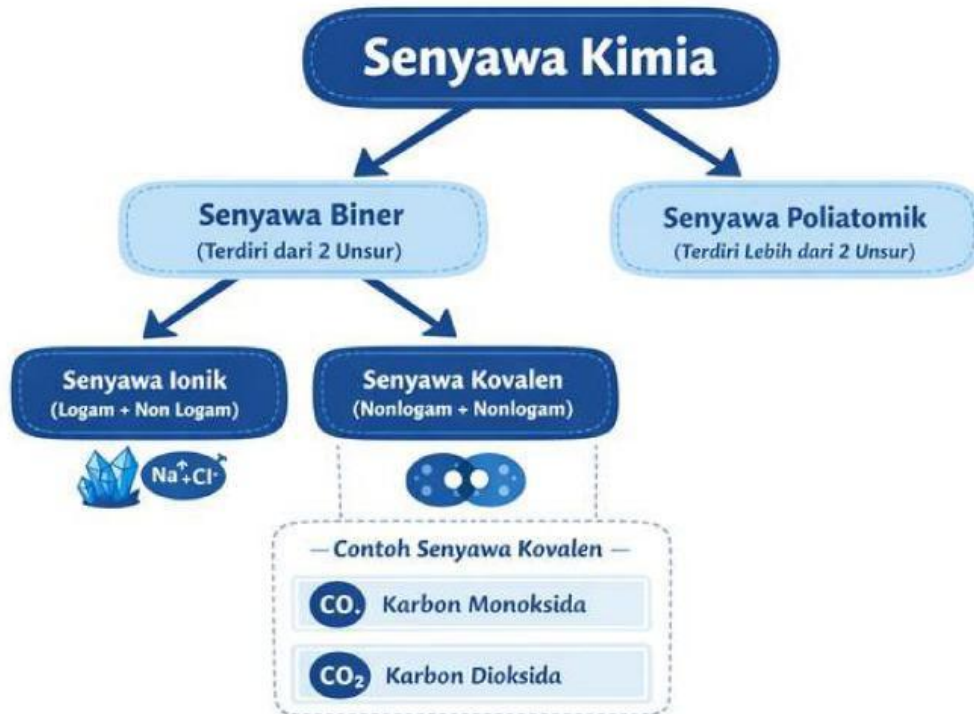 Senyawa Kimia
Senyawa Biner
(Terdiri dari 2 Unsur)
Senyawa Poliatomik
(Terdiri Lebih dari 2 Unsur)
Senyawa Ionik
(Logam + Non Logam)
Senyawa Kovalen
(Nonlogam + Nonlogam)
Na+Cl-
— Contoh Senyawa Kovalen —
CO. Karbon Monoksida
CO₂ Karbon Dioksida